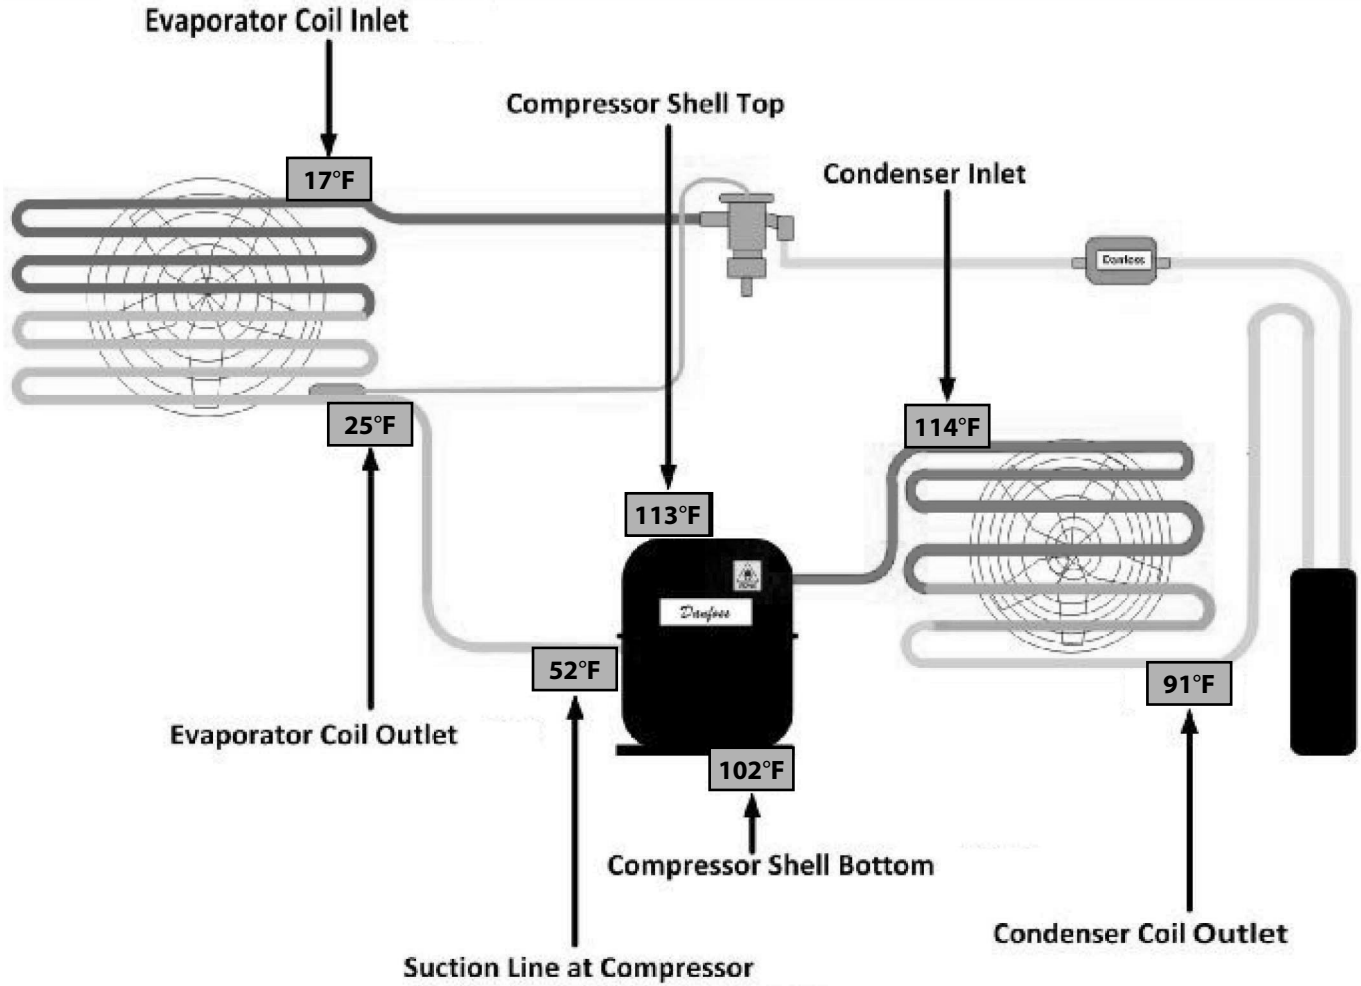 Evaporator Coil Inlet
Compressor Shell Top
17°F
Condenser Inlet
Danfoss
25°F
114°F
113°F
Danfoss
52°F
91°F
Evaporator Coil Outlet
102°F
Compressor Shell Bottom
Condenser Coil Outlet
Suction Line at Compressor